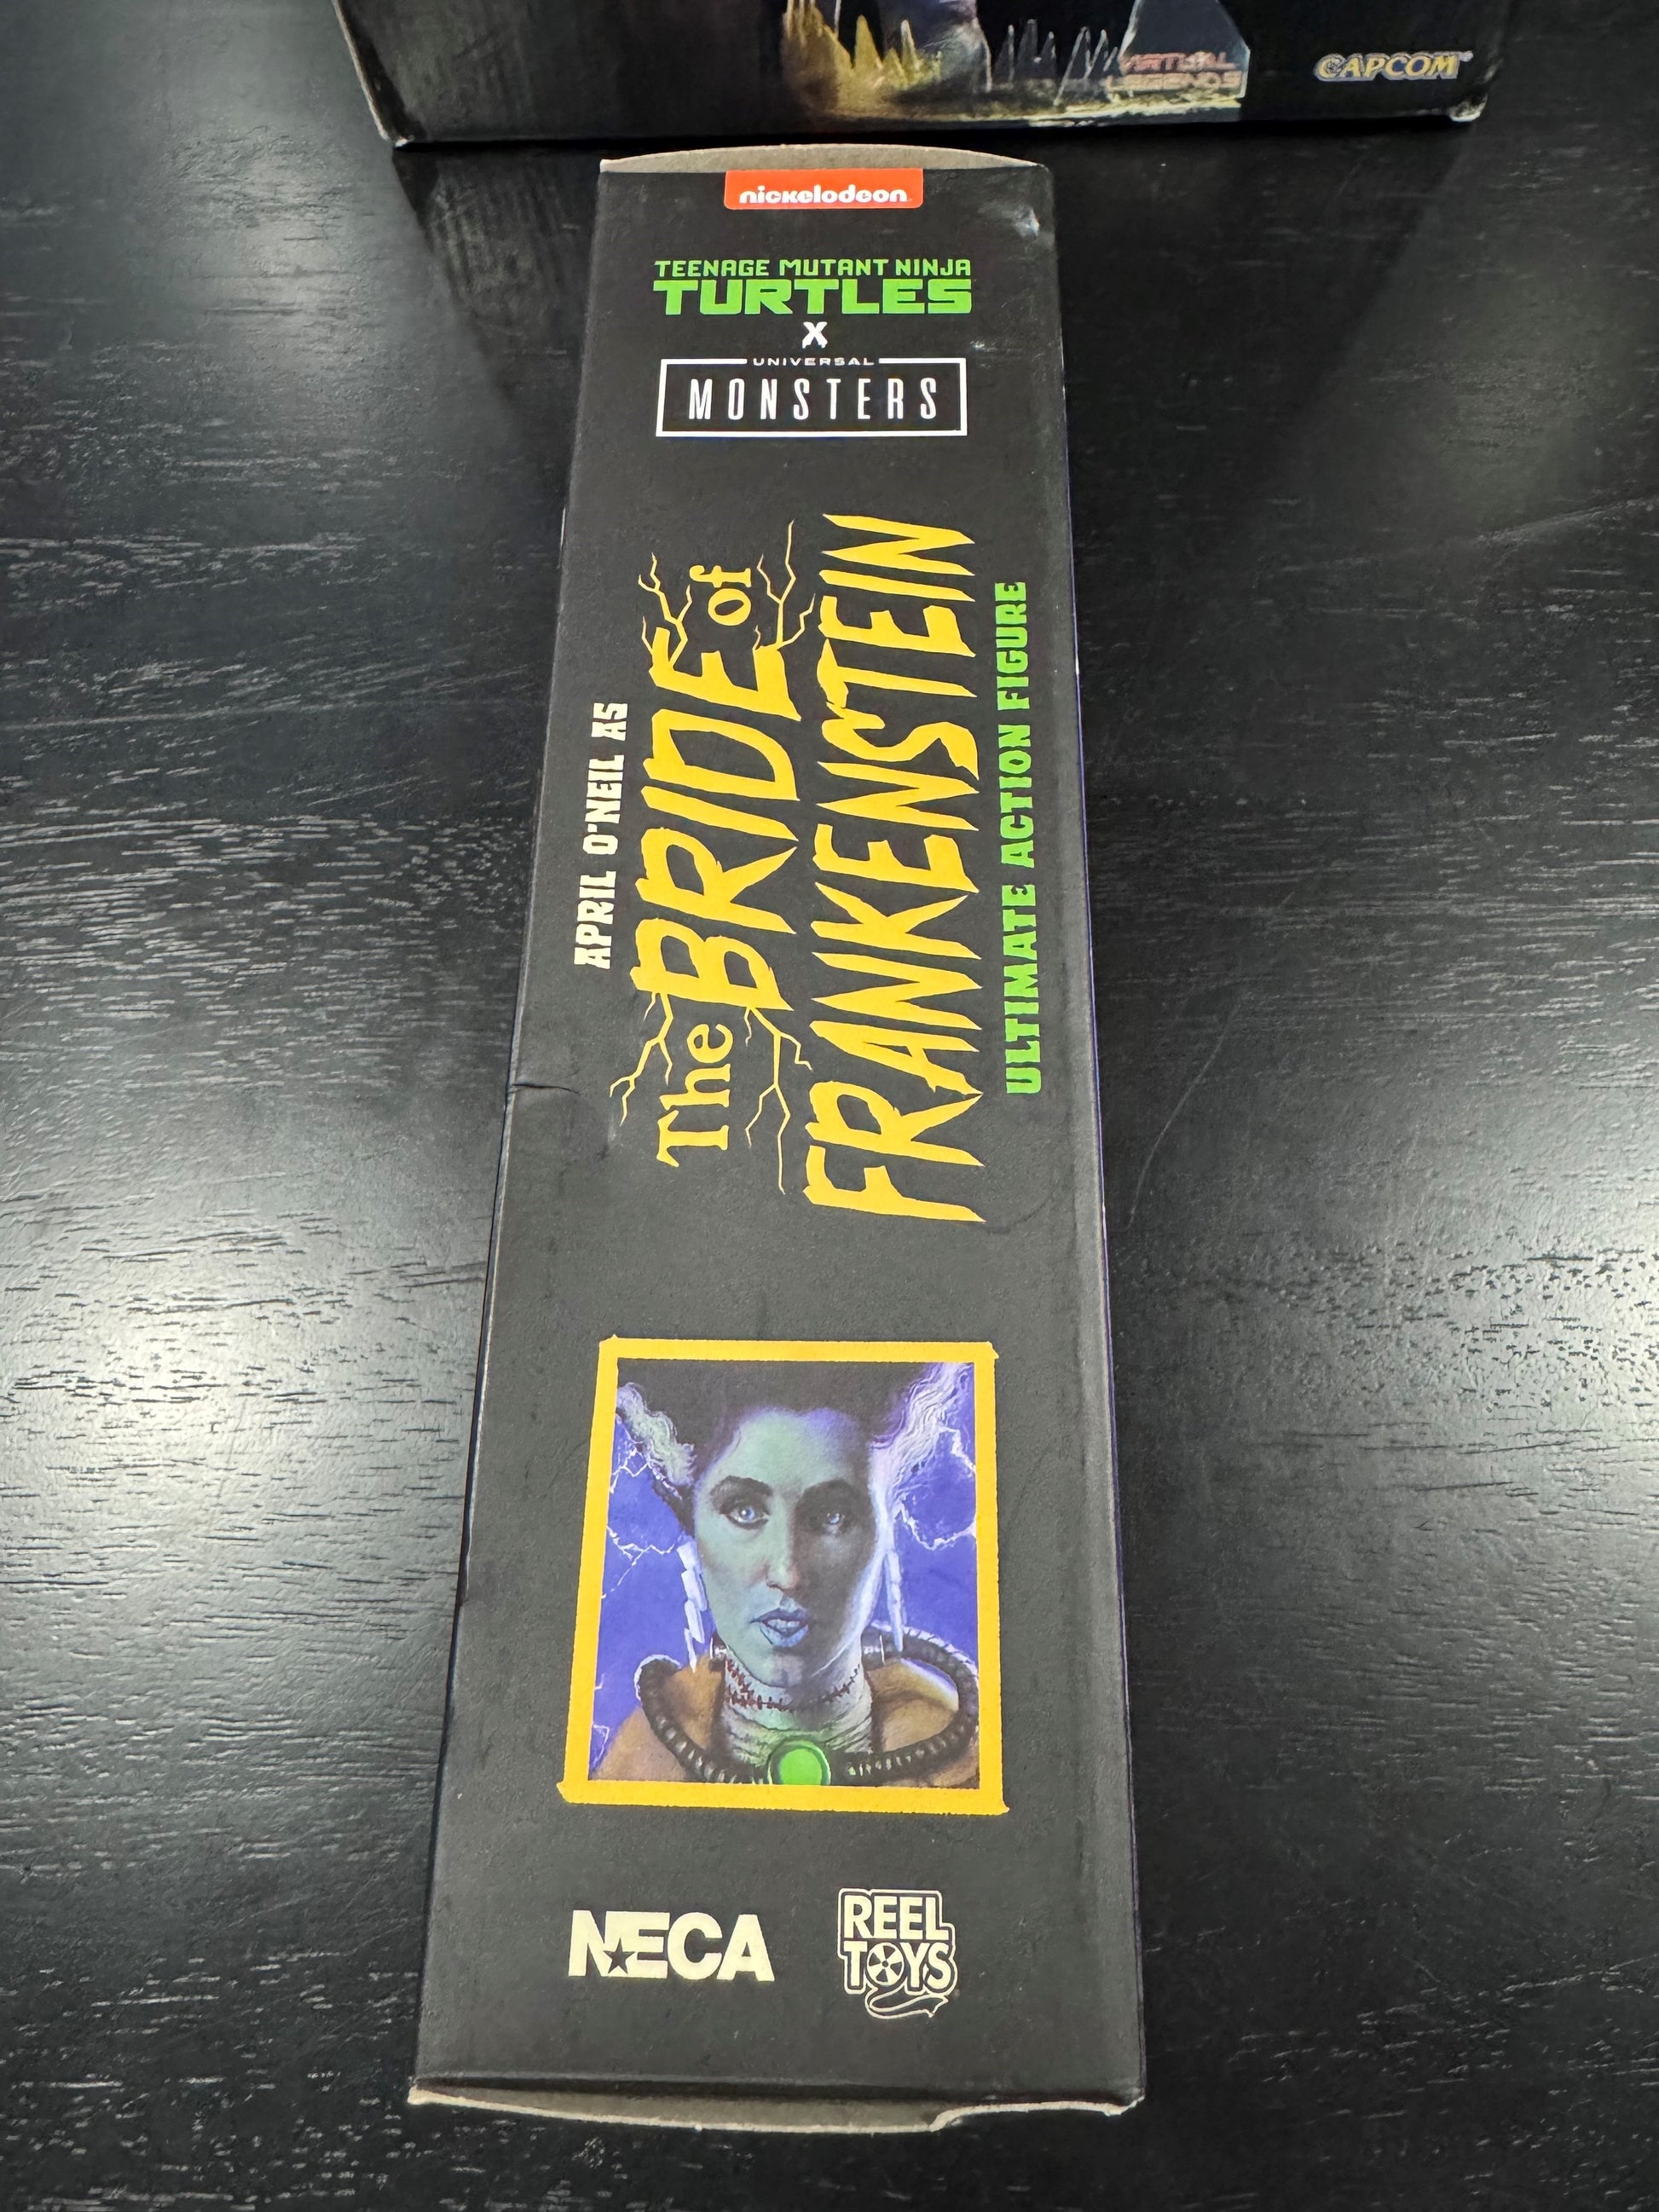 VIRTUAL
LEGENDS
CAPCOM
nickelodeon
TEENAGE MUTANT NINJA
TURTLES
X
UNIVERSAL
MONSTERS
APRIL O'NEIL AS
The BRIDE of
FRANKENSTEIN
ULTIMATE ACTION FIGURE
NECA
REEL
TOYS